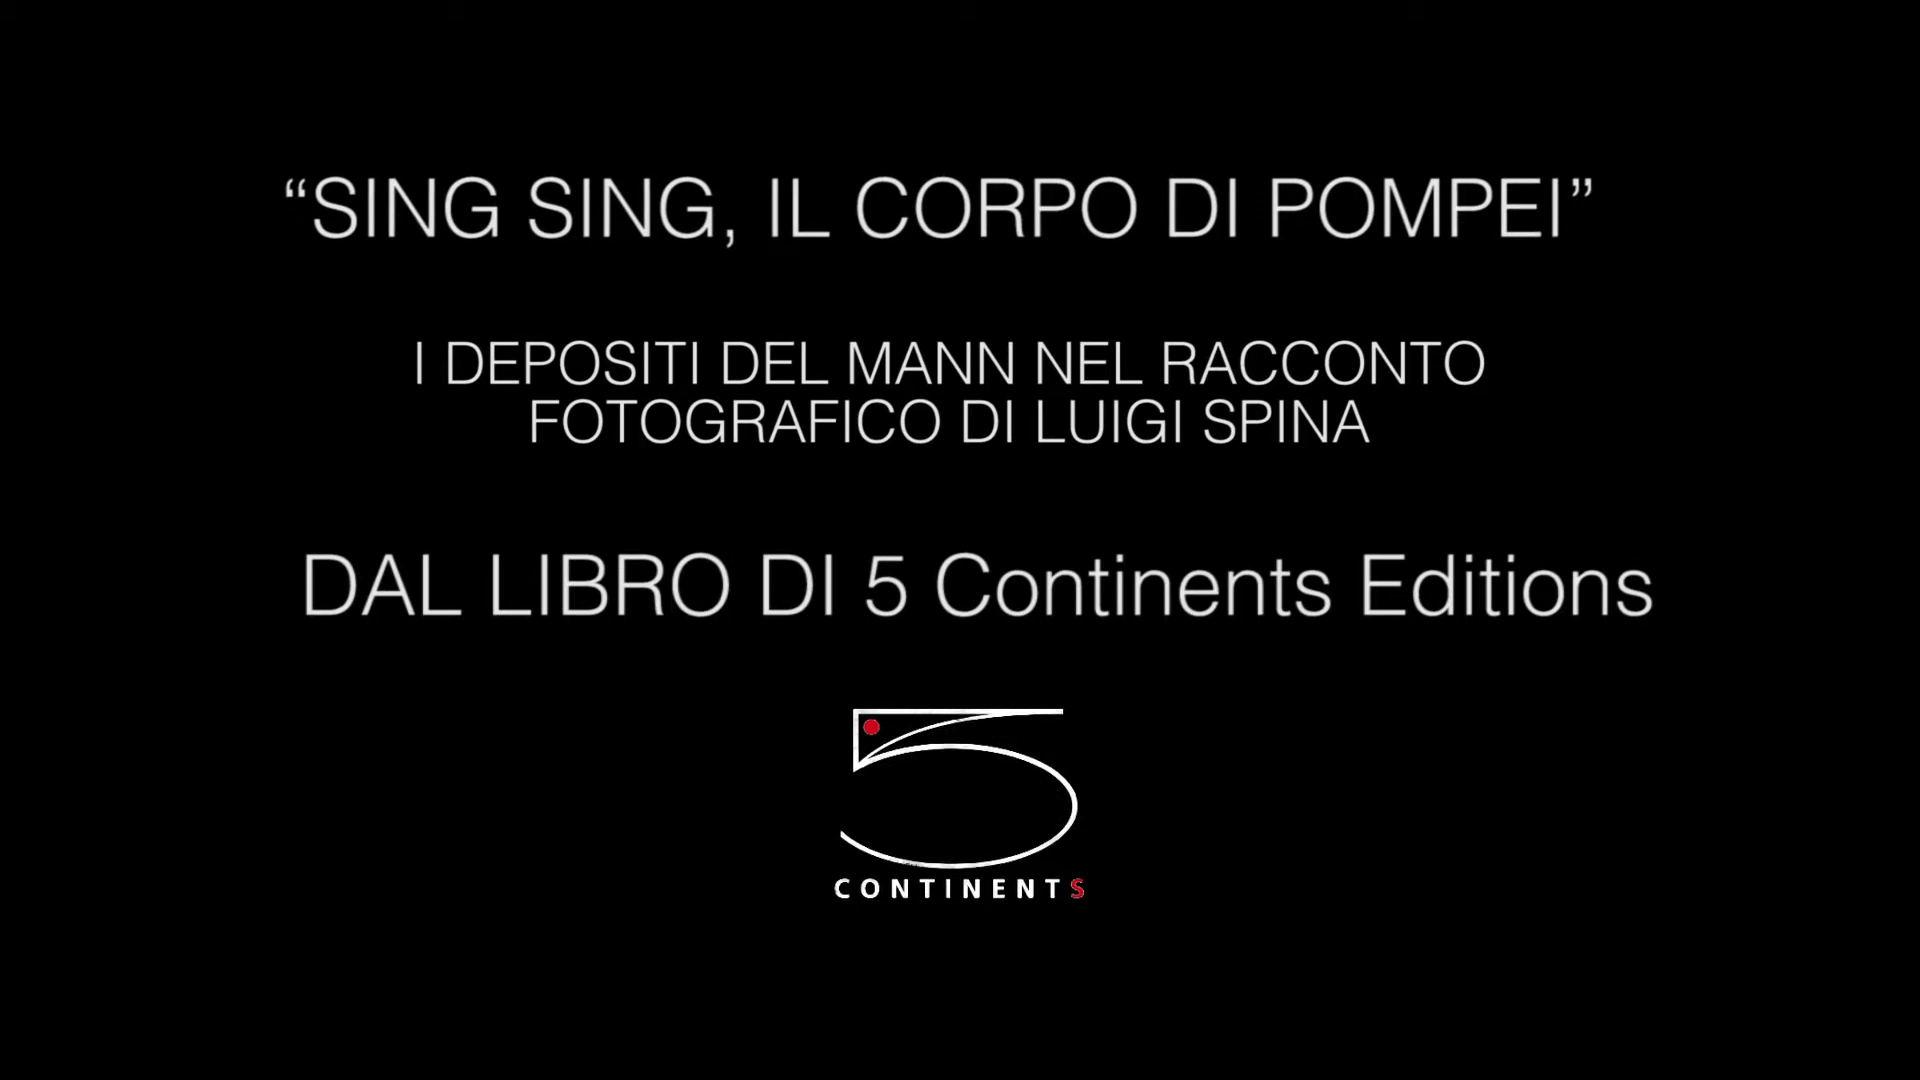 “SING SING, IL CORPO DI POMPEI”
I DEPOSITI DEL MANN NEL RACCONTO
FOTOGRAFICO DI LUIGI SPINA
DAL LIBRO DI 5 Continents Editions
5
CONTINENTS